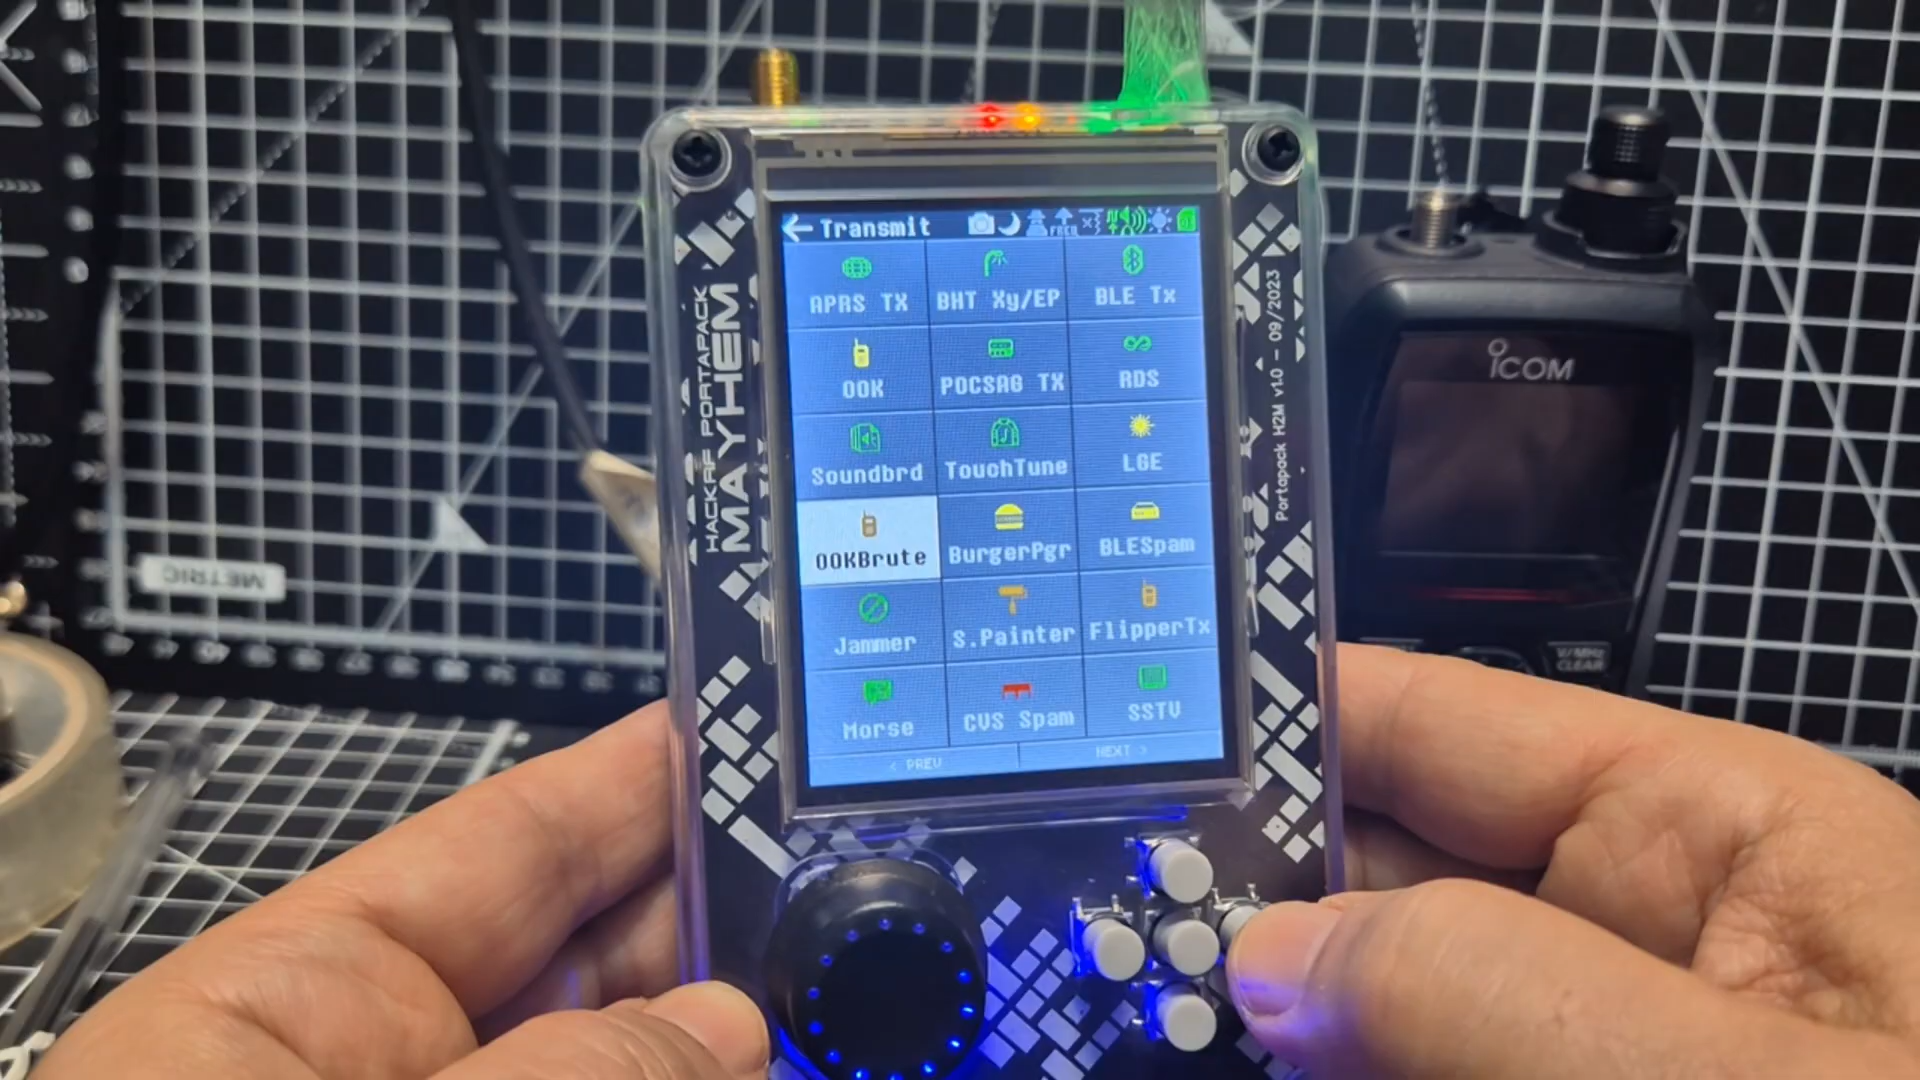 Transmit
FREQ
APRS TX
BHT Xy/EP
BLE Tx
OOK
POCSAG TX
RDS
Soundbrd
TouchTune
LGE
OOKBrute
BurgerPgr
BLESpam
Jammer
S.Painter
FlipperTx
Morse
CVS Spam
SSTV
< PREV
NEXT >
HACKRF PORTAPACK
MAYHEM
Portapack H2M v1.0 - 09/2023
ICOM
V/MHz
CLEAR
METRIC